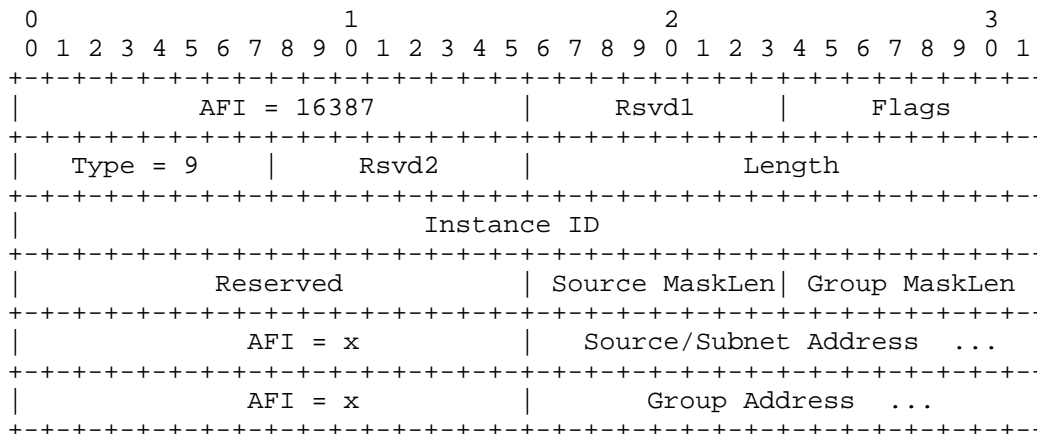 0                   1                   2                   3
 0 1 2 3 4 5 6 7 8 9 0 1 2 3 4 5 6 7 8 9 0 1 2 3 4 5 6 7 8 9 0 1
+-+-+-+-+-+-+-+-+-+-+-+-+-+-+-+-+-+-+-+-+-+-+-+-+-+-+-+-+-+-+-+--
|           AFI = 16387           |     Rsvd1     |     Flags
+-+-+-+-+-+-+-+-+-+-+-+-+-+-+-+-+-+-+-+-+-+-+-+-+-+-+-+-+-+-+-+--
|   Type = 9    |     Rsvd2     |             Length
+-+-+-+-+-+-+-+-+-+-+-+-+-+-+-+-+-+-+-+-+-+-+-+-+-+-+-+-+-+-+-+--
|                         Instance ID
+-+-+-+-+-+-+-+-+-+-+-+-+-+-+-+-+-+-+-+-+-+-+-+-+-+-+-+-+-+-+-+--
|            Reserved           | Source MaskLen| Group MaskLen
+-+-+-+-+-+-+-+-+-+-+-+-+-+-+-+-+-+-+-+-+-+-+-+-+-+-+-+-+-+-+-+--
|              AFI = x          |   Source/Subnet Address  ...
+-+-+-+-+-+-+-+-+-+-+-+-+-+-+-+-+-+-+-+-+-+-+-+-+-+-+-+-+-+-+-+--
|              AFI = x          |       Group Address  ...
+-+-+-+-+-+-+-+-+-+-+-+-+-+-+-+-+-+-+-+-+-+-+-+-+-+-+-+-+-+-+-+--